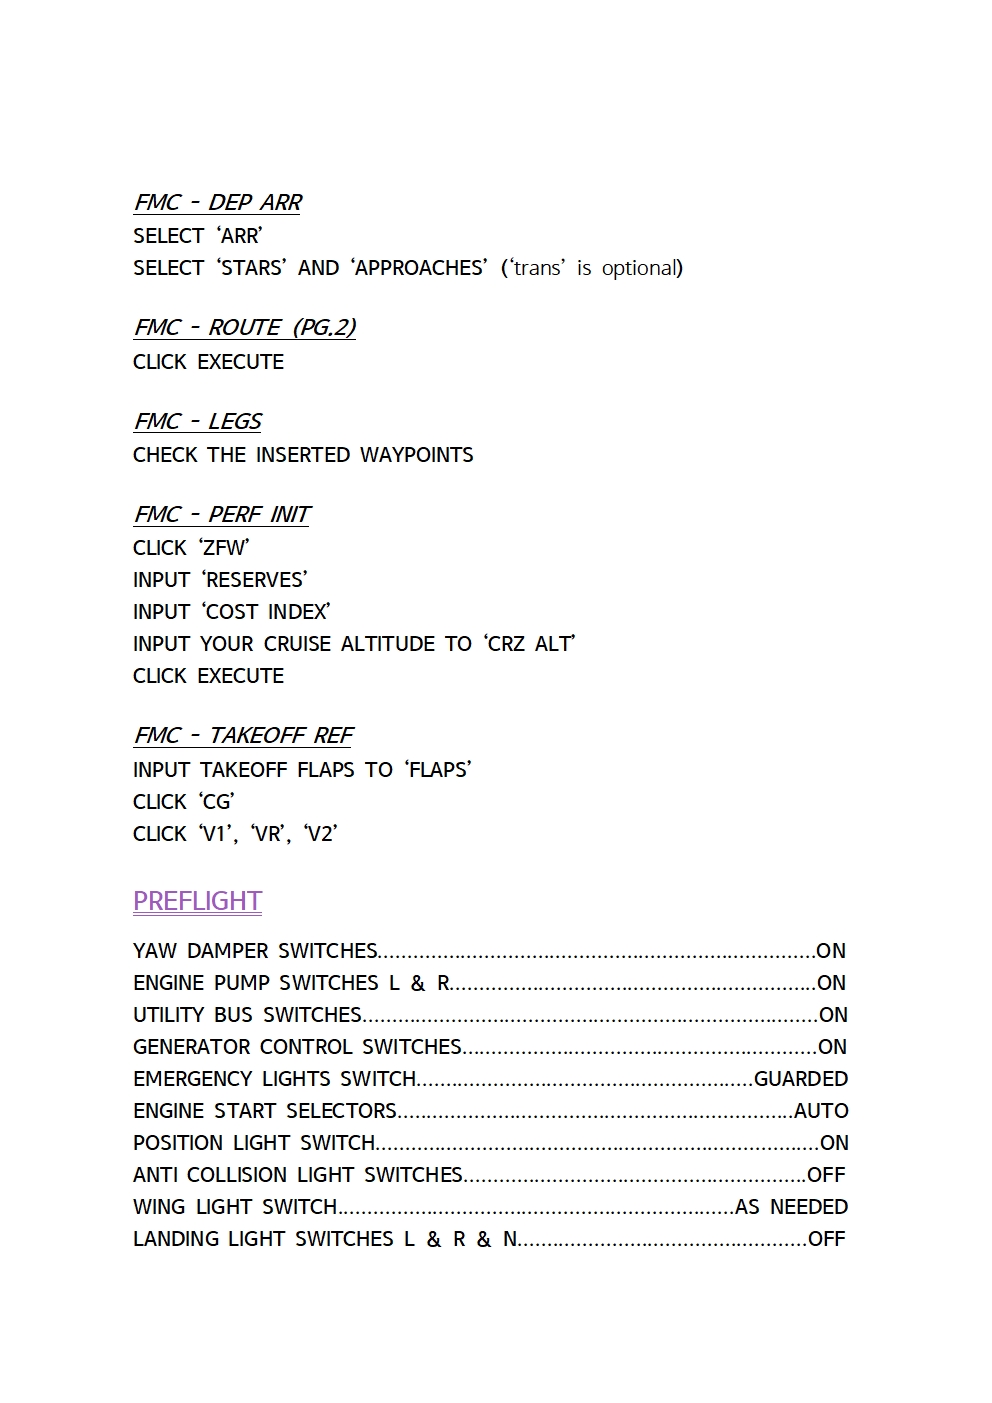 FMC - DEP ARR
SELECT ‘ARR’
SELECT ‘STARS’ AND ‘APPROACHES’ (‘trans’ is optional)
FMC - ROUTE (PG.2)
CLICK EXECUTE
FMC - LEGS
CHECK THE INSERTED WAYPOINTS
FMC - PERF INIT
CLICK ‘ZFW’
INPUT ‘RESERVES’
INPUT ‘COST INDEX’
INPUT YOUR CRUISE ALTITUDE TO ‘CRZ ALT’
CLICK EXECUTE
FMC - TAKEOFF REF
INPUT TAKEOFF FLAPS TO ‘FLAPS’
CLICK ‘CG’
CLICK ‘V1’, ‘VR’, ‘V2’
PREFLIGHT
YAW DAMPER SWITCHES..........................................................................ON
ENGINE PUMP SWITCHES L & R..............................................................ON
UTILITY BUS SWITCHES.............................................................................ON
GENERATOR CONTROL SWITCHES............................................................ON
EMERGENCY LIGHTS SWITCH.........................................................GUARDED
ENGINE START SELECTORS...................................................................AUTO
POSITION LIGHT SWITCH...........................................................................ON
ANTI COLLISION LIGHT SWITCHES..........................................................OFF
WING LIGHT SWITCH...................................................................AS NEEDED
LANDING LIGHT SWITCHES L & R & N.................................................OFF